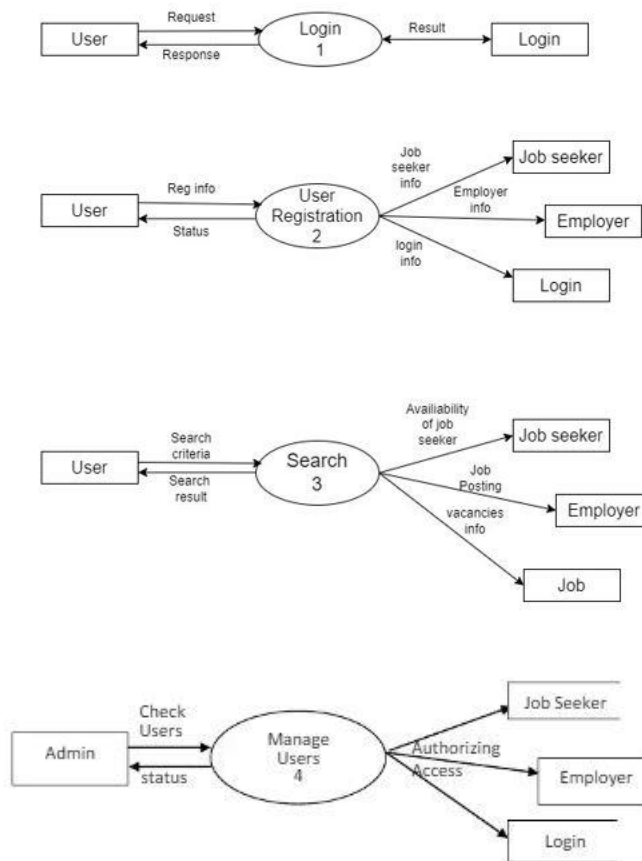 Request
User
Response
Login
1
Result
Login
Reg info
User
Status
User
Registration
2
Job
seeker
info
Employer
info
login
info
Job seeker
Employer
Login
Search
criteria
User
Search
result
Search
3
Availiability
of job
seeker
Job
Posting
vacancies
info
Job seeker
Employer
Job
Check
Users
Admin
status
Manage
Users
4
Authorizing
Access
Job Seeker
Employer
Login